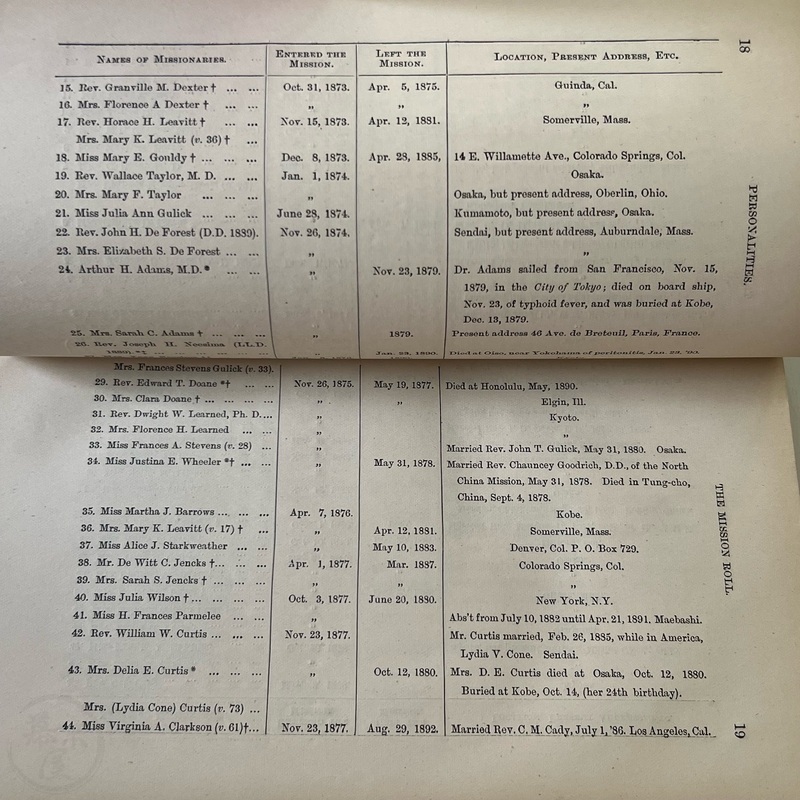 18
PERSONALITIES.
NAMES OF MISSIONARIES. ENTERED THE MISSION. LEFT THE MISSION. LOCATION, PRESENT ADDRESS, ETC.
15. Rev. Granville M. Dexter † ... ... Oct. 31, 1873. Apr. 5, 1875. Guinda, Cal.
16. Mrs. Florence A Dexter † ... ... „ „ „
17. Rev. Horace H. Leavitt † ... ... Nov. 15, 1873. Apr. 12, 1881. Somerville, Mass.
Mrs. Mary K. Leavitt (v. 36) † ...
18. Miss Mary E. Gouldy † ... ... ... Dec. 8, 1873. Apr. 28, 1885, 14 E. Willamette Ave., Colorado Springs, Col.
19. Rev. Wallace Taylor, M. D. ... ... Jan. 1, 1874. Osaka.
20. Mrs. Mary F. Taylor ... ... ... „ Osaka, but present address, Oberlin, Ohio.
21. Miss Julia Ann Gulick ... ... ... June 28, 1874. Kumamoto, but present address, Osaka.
22. Rev. John H. De Forest (D.D. 1889). Nov. 26, 1874. Sendai, but present address, Auburndale, Mass.
23. Mrs. Elizabeth S. De Forest ... ... „ „
24. Arthur H. Adams, M.D.* ... ... „ Nov. 23, 1879. Dr. Adams sailed from San Francisco, Nov. 15,
1879, in the City of Tokyo; died on board ship,
Nov. 23, of typhoid fever, and was buried at Kobe,
Dec. 13, 1879.
25. Mrs. Sarah C. Adams † ... ... ... „ 1879. Present address 46 Ave. de Breteuil, Paris, France.
26. Rev. Joseph H. Neesima (LL.D.
1889).*‡ ... ... Jan. 23, 1890. Died at Oiso, near Yokohama of peritonitis, Jan. 23, '90.
Mrs. Frances Stevens Gulick (v. 33).
29. Rev. Edward T. Doane *† ... ... Nov. 26, 1875. May 19, 1877. Died at Honolulu, May, 1890.
30. Mrs. Clara Doane † ... ... ... „ „ Elgin, Ill.
31. Rev. Dwight W. Learned, Ph. D.... „ Kyoto.
32. Mrs. Florence H. Learned ... ... „ „
33. Miss Frances A. Stevens (v. 28) ... „ Married Rev. John T. Gulick, May 31, 1880. Osaka.
34. Miss Justina E. Wheeler *† ... ... „ May 31, 1878. Married Rev. Chauncey Goodrich, D.D., of the North
China Mission, May 31, 1878. Died in Tung-cho,
China, Sept. 4, 1878.
35. Miss Martha J. Barrows ... ... ... Apr. 7, 1876. Kobe.
36. Mrs. Mary K. Leavitt (v. 17) † ... „ Apr. 12, 1881. Somerville, Mass.
37. Miss Alice J. Starkweather ... ... „ May 10, 1883. Denver, Col. P. O. Box 729.
38. Mr. De Witt C. Jencks †... ... ... Apr. 1, 1877. Mar. 1887. Colorado Springs, Col.
39. Mrs. Sarah S. Jencks † ... ... ... „ „ „
40. Miss Julia Wilson † ... ... ... ... Oct. 3, 1877. June 20, 1880. New York, N.Y.
41. Miss H. Frances Parmelee ... ... „ Abs't from July 10, 1882 until Apr. 21, 1891. Maebashi.
42. Rev. William W. Curtis ... ... ... Nov. 23, 1877. Mr. Curtis married, Feb. 26, 1885, while in America,
Lydia V. Cone. Sendai.
43. Mrs. Delia E. Curtis * ... ... ... „ Oct. 12, 1880. Mrs. D. E. Curtis died at Osaka, Oct. 12, 1880.
Buried at Kobe, Oct. 14, (her 24th birthday).
Mrs. (Lydia Cone) Curtis (v. 73) ...
44. Miss Virginia A. Clarkson (v. 61)†... Nov. 23, 1877. Aug. 29, 1892. Married Rev. C. M. Cady, July 1, '86. Los Angeles, Cal.
THE MISSION ROLL.
19